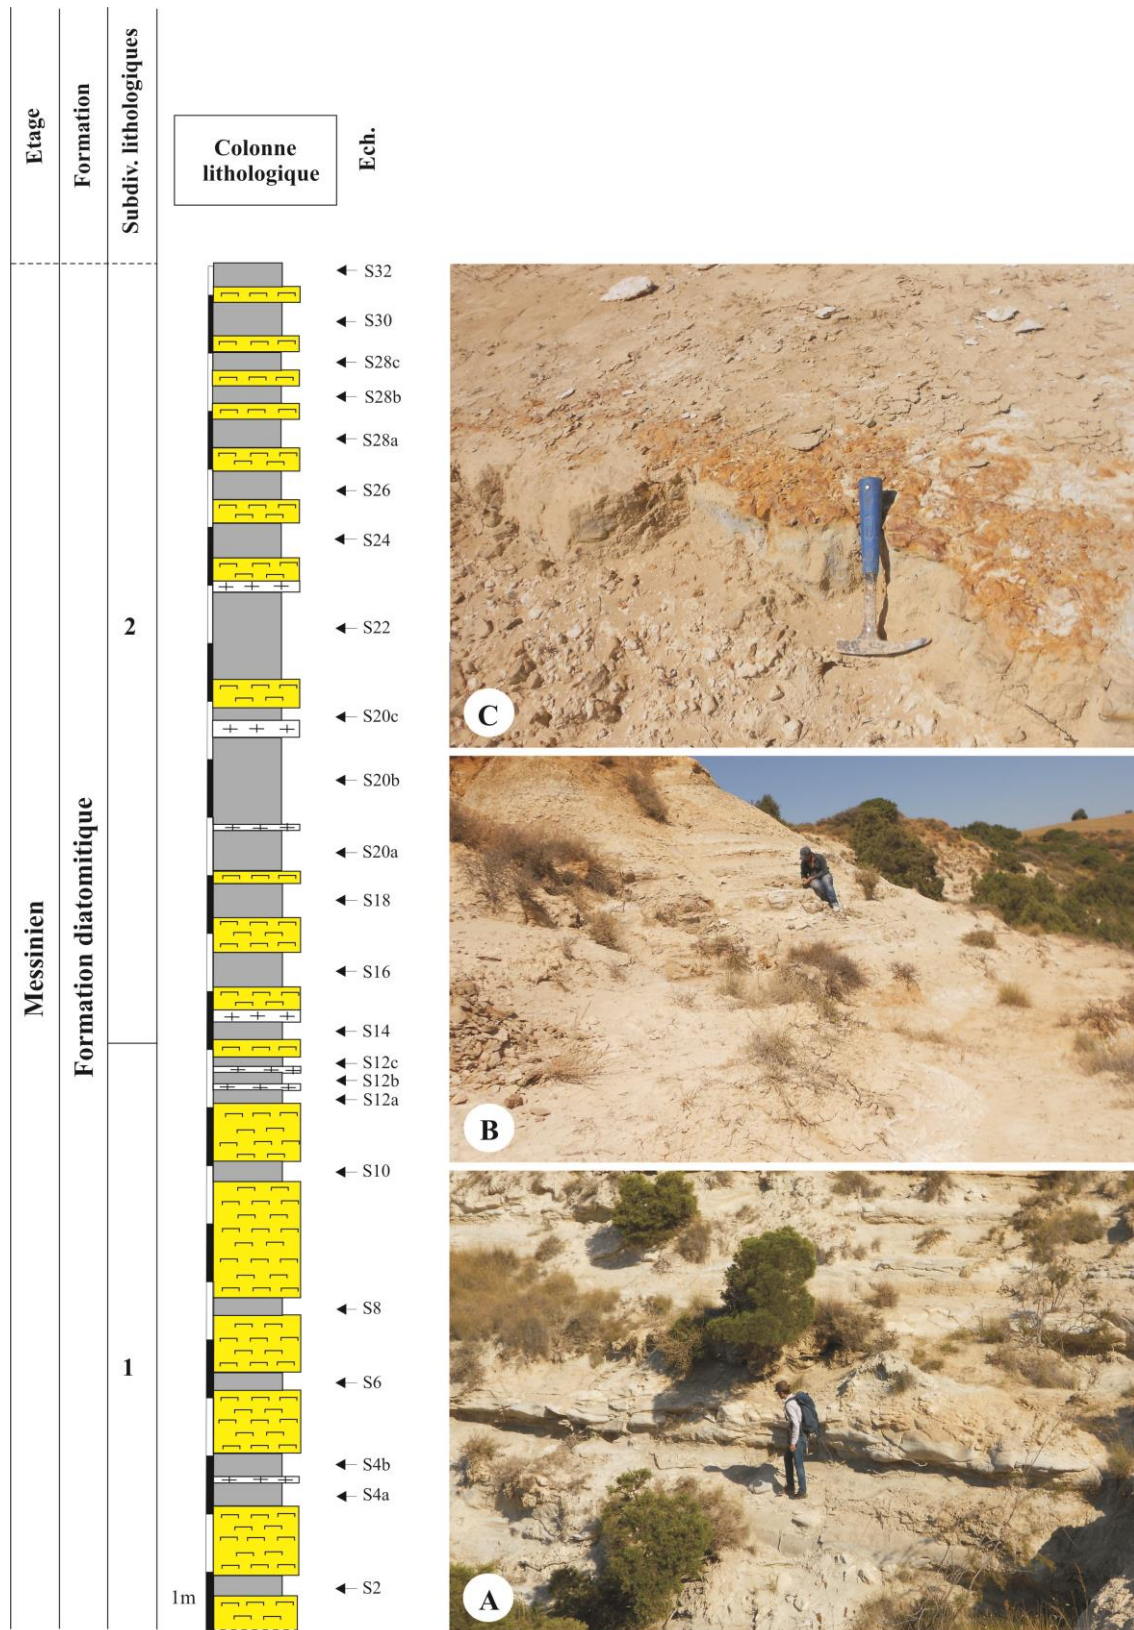 Etage
Formation
Subdiv. lithologiques
Colonne
lithologique
Ech.
Messinien
Formation diatomitique
2
1
S32
S30
S28c
S28b
S28a
S26
S24
S22
S20c
S20b
S20a
S18
S16
S14
S12c
S12b
S12a
S10
S8
S6
S4b
S4a
S2
1m
C
B
A